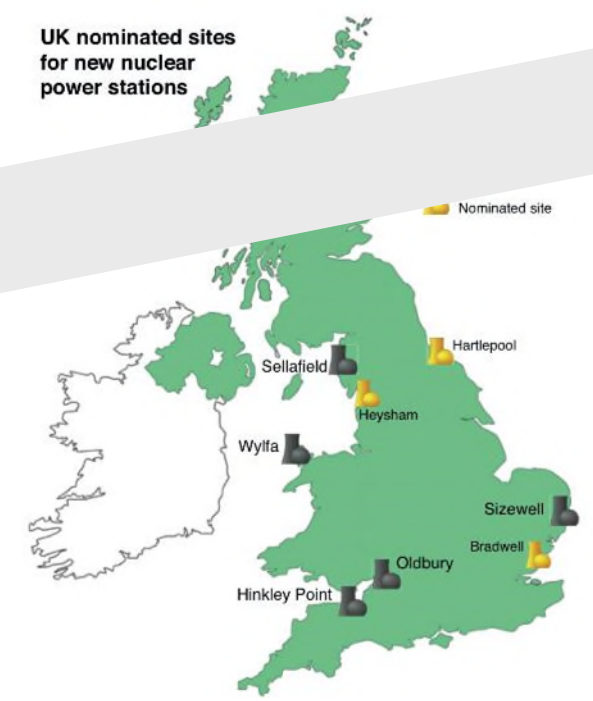 UK nominated sites
for new nuclear
power stations
Nominated site
Hartlepool
Sellafield
Heysham
Wylfa
Sizewell
Bradwell
Oldbury
Hinkley Point